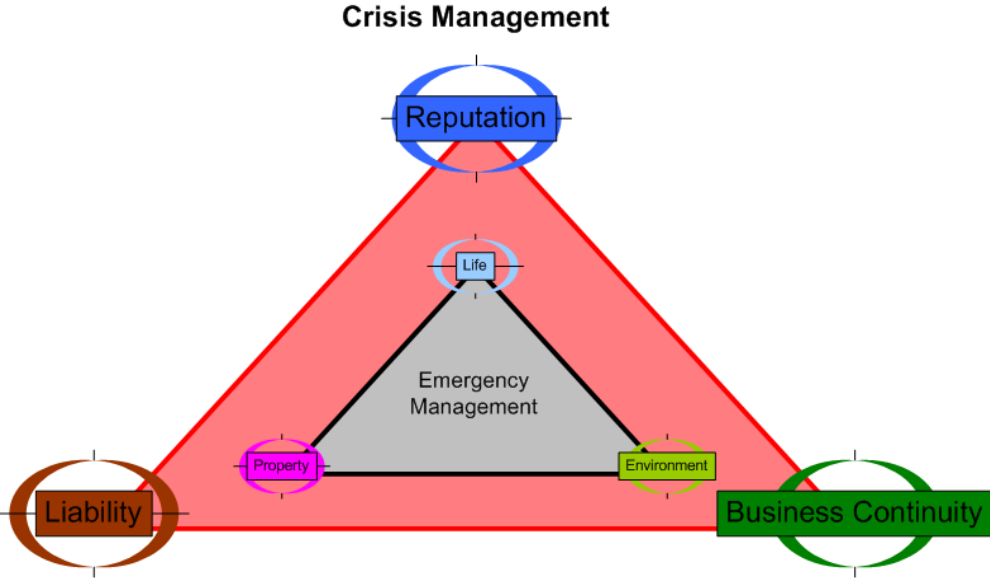 Crisis Management
Reputation
Life
Emergency
Management
Property
Environment
Liability
Business Continuity